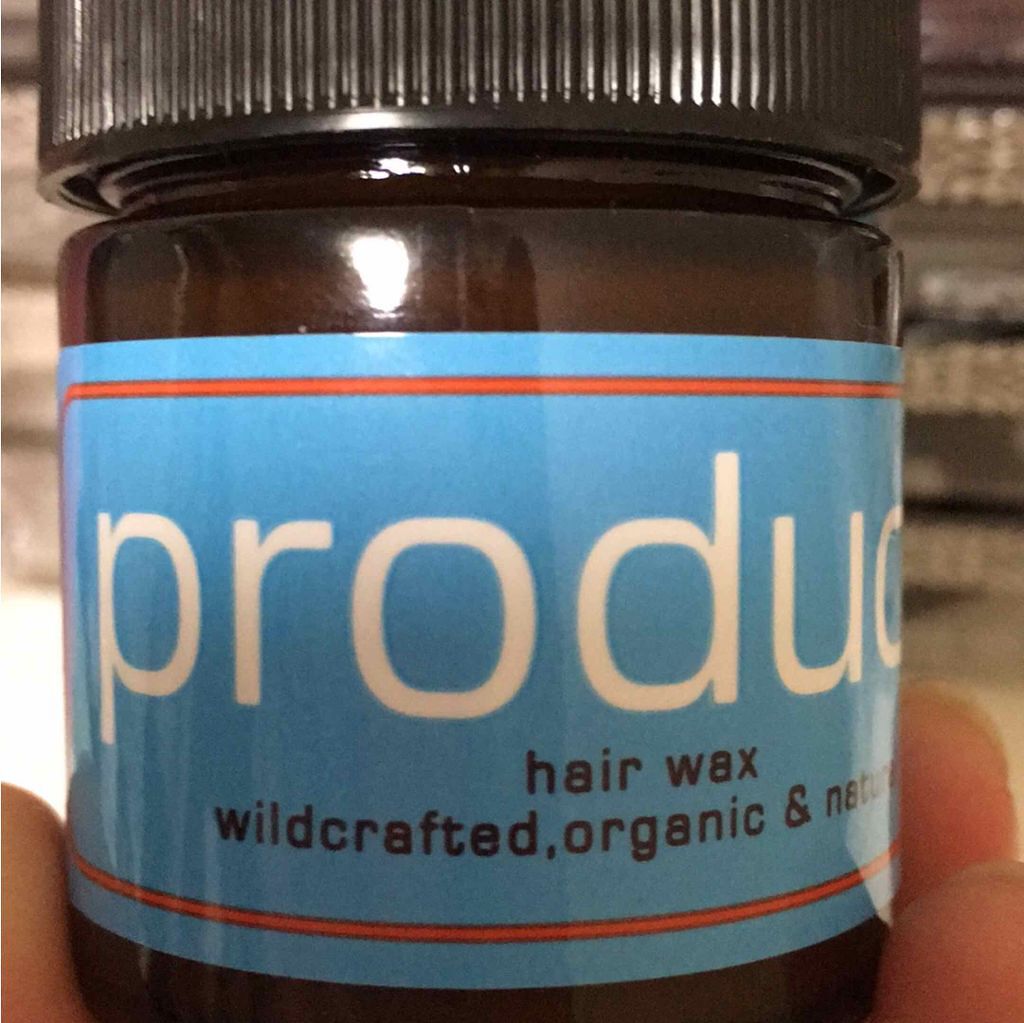 produc
hair wax
wildcrafted,organic & natu